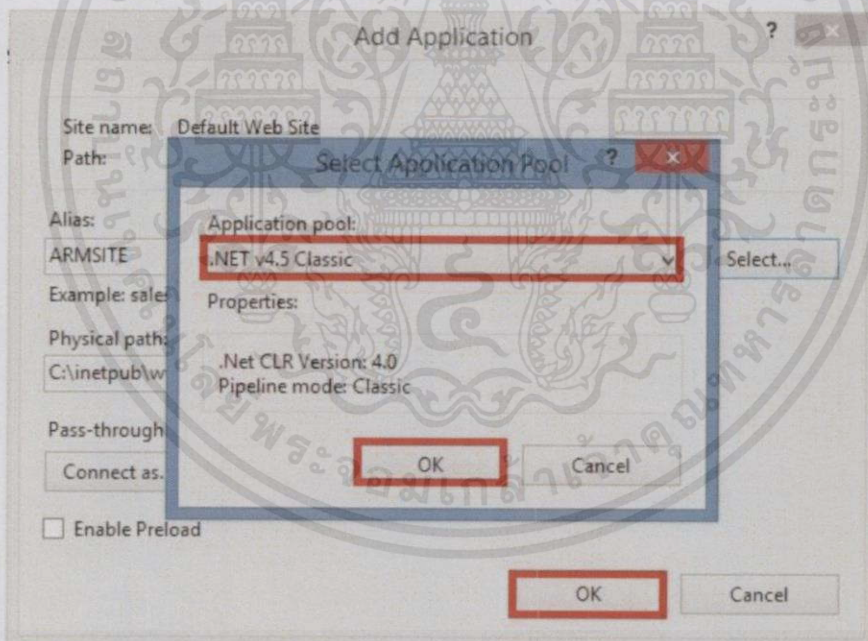 Add Application
?
Site name: Default Web Site
Path:
Select Application Pool
?
Alias:
ARMSITE
Application pool:
.NET v4.5 Classic
Select...
Example: sale
Properties:
Physical path:
C:\inetpub\w
.Net CLR Version: 4.0
Pipeline mode: Classic
Pass-through
Connect as.
OK
Cancel
Enable Preload
OK
Cancel